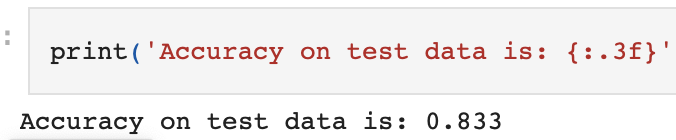 print('Accuracy on test data is: {:.3f}'
Accuracy on test data is: 0.833